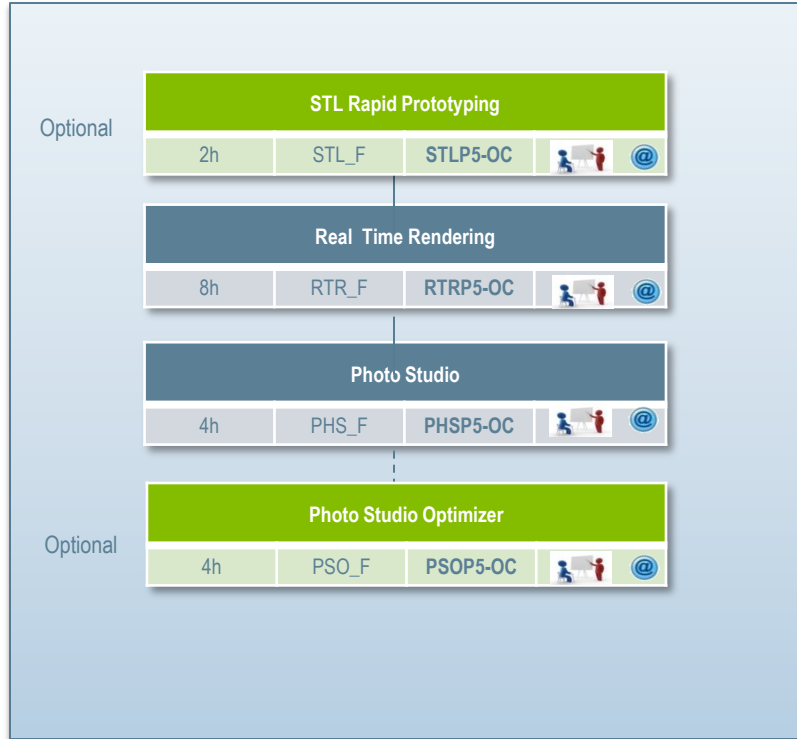 STL Rapid Prototyping
Optional
2h STL_F STLP5-OC @
Real Time Rendering
8h RTR_F RTRP5-OC @
Photo Studio
4h PHS_F PHSP5-OC @
Photo Studio Optimizer
Optional
4h PSO_F PSOP5-OC @